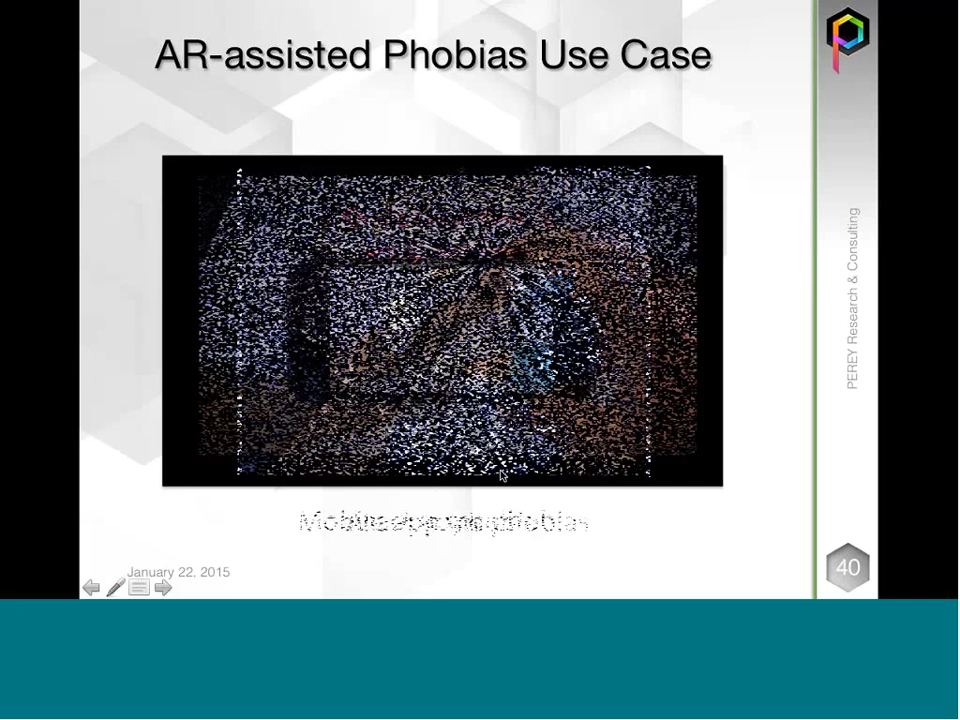 AR-assisted Phobias Use Case
PEREY Research & Consulting
January 22, 2015
40